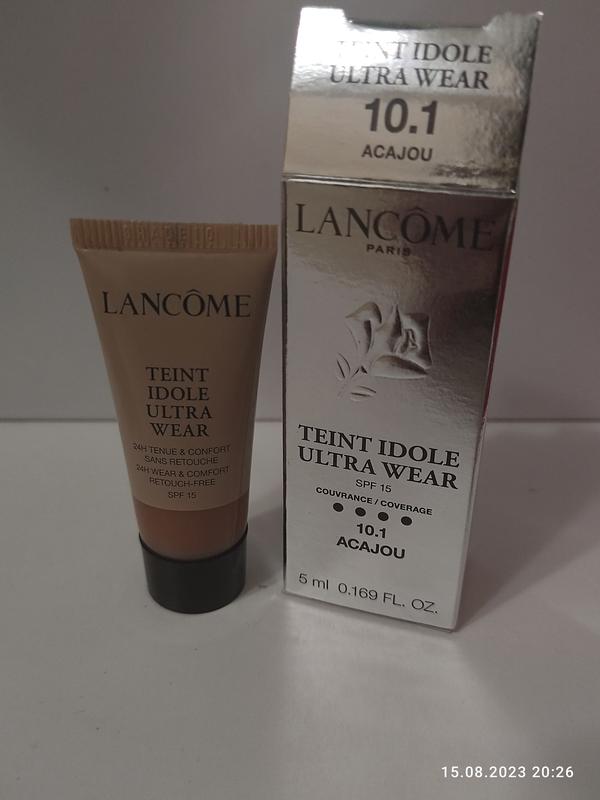 LANCÔME
TEINT
IDOLE
ULTRA
WEAR
24H TENUE & CONFORT
SANS RETOUCHE
24H WEAR & COMFORT
RETOUCH-FREE
SPF 15
TEINT IDOLE
ULTRA WEAR
10.1
ACAJOU
LANCÔME
PARIS
TEINT IDOLE
ULTRA WEAR
SPF 15
COUVRANCE / COVERAGE
10.1
ACAJOU
5 ml 0.169 FL. OZ.
15.08.2023 20:26